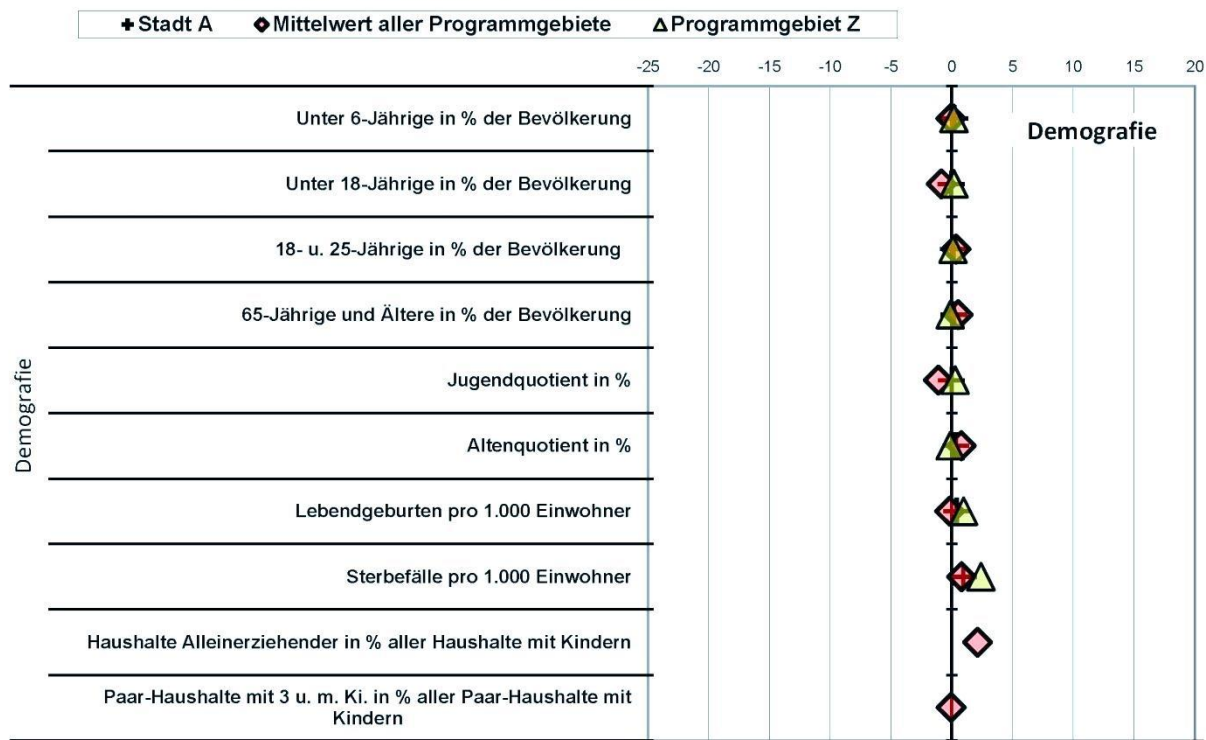 Stadt A Mittelwert aller Programmgebiete Programmgebiet Z
-25 -20 -15 -10 -5 0 5 10 15 20
Demografie
Unter 6-Jährige in % der Bevölkerung
Unter 18-Jährige in % der Bevölkerung
18- u. 25-Jährige in % der Bevölkerung
65-Jährige und Ältere in % der Bevölkerung
Jugendquotient in %
Altenquotient in %
Lebendgeburten pro 1.000 Einwohner
Sterbefälle pro 1.000 Einwohner
Haushalte Alleinerziehender in % aller Haushalte mit Kindern
Paar-Haushalte mit 3 u. m. Ki. in % aller Paar-Haushalte mit
Kindern
Demografie